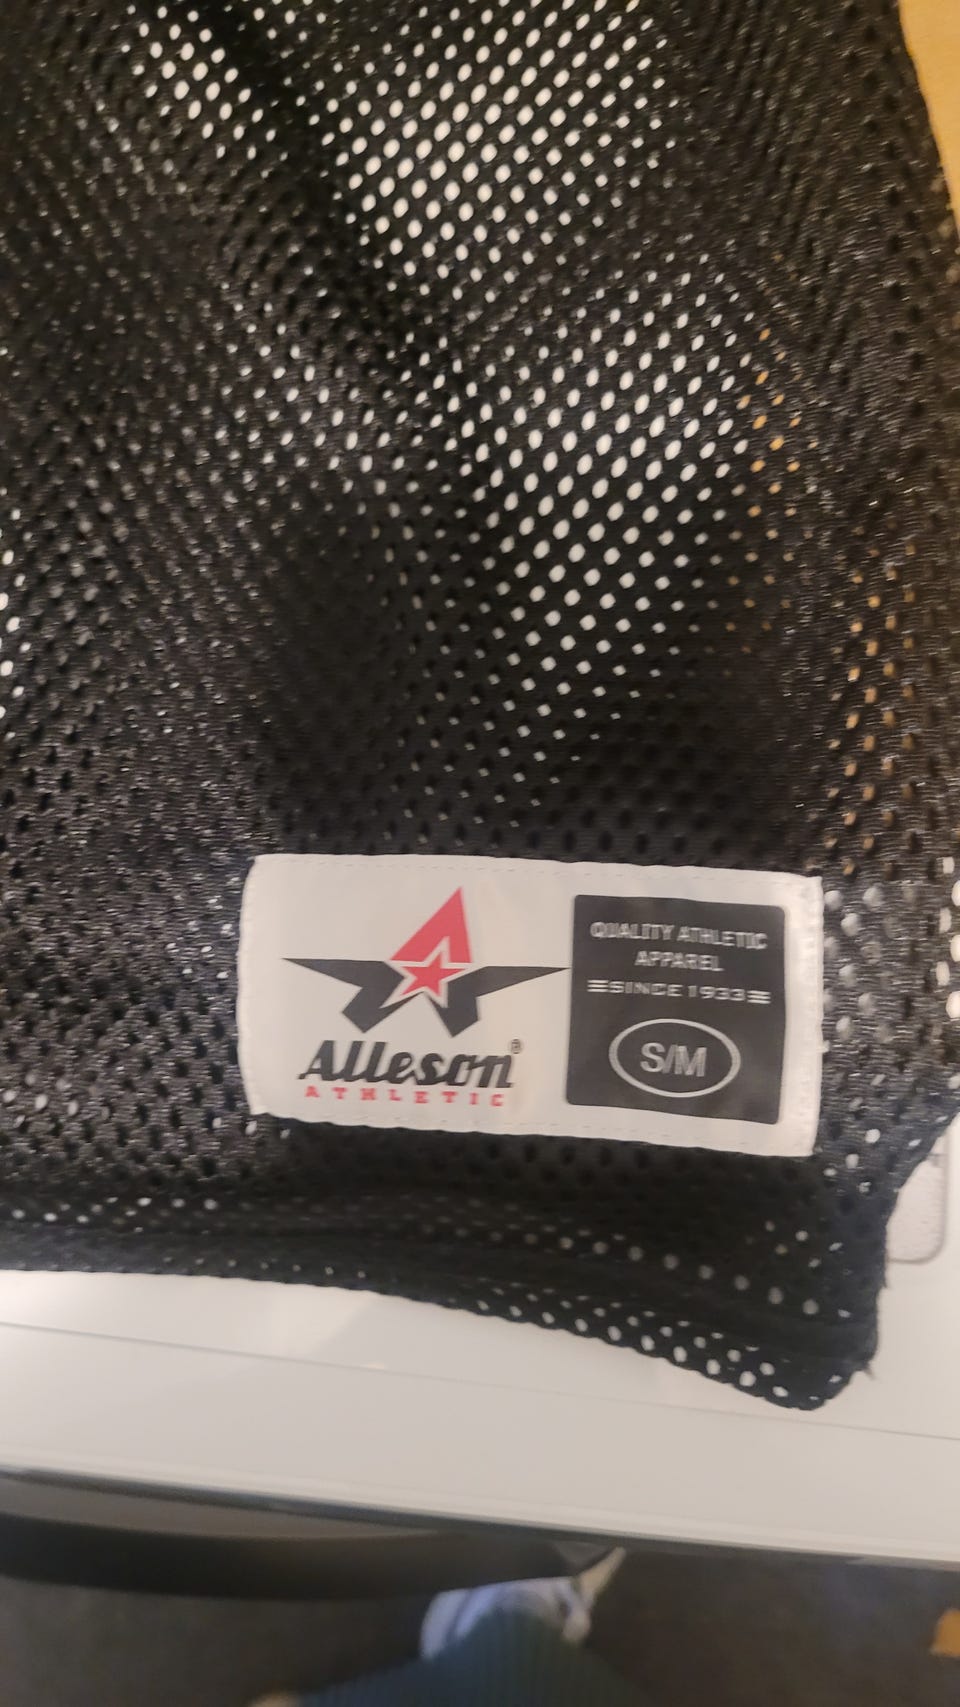 Alleson®
ATHLETIC
QUALITY ATHLETIC
APPAREL
SINCE 1933
S/M